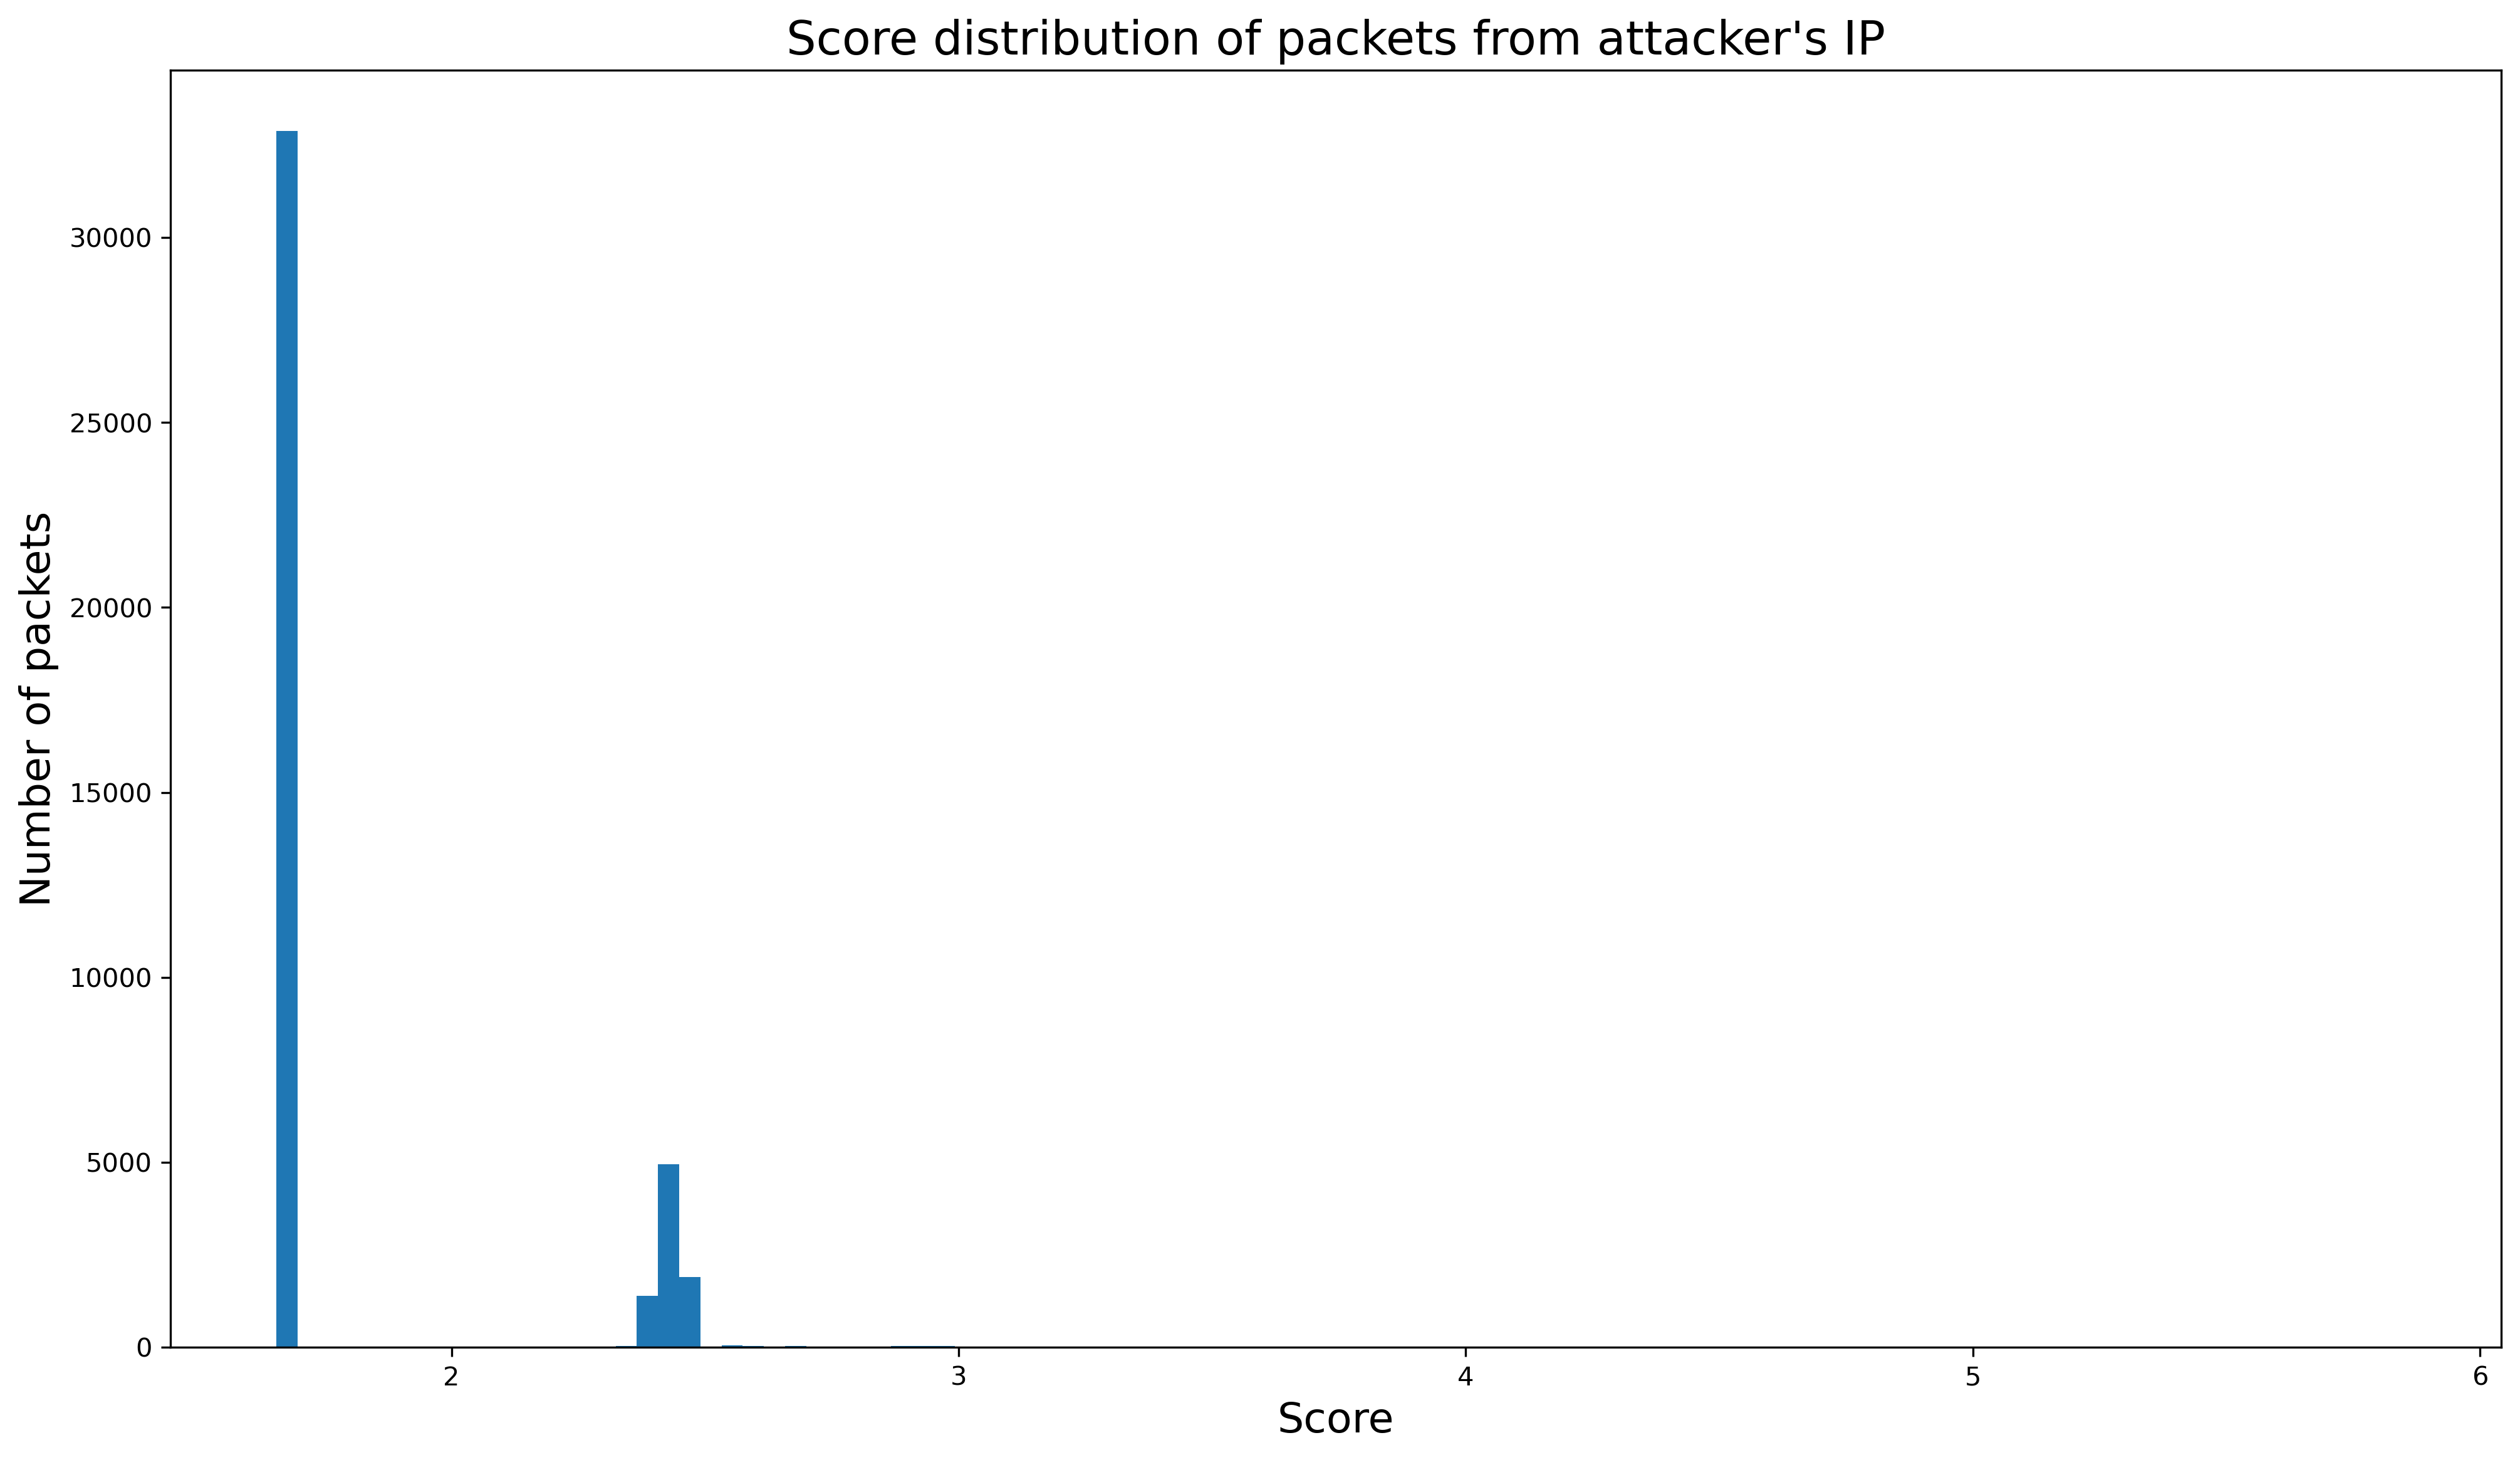 Score distribution of packets from attacker's IP
Number of packets
30000
25000
20000
15000
10000
5000
0
2 3 4 5 6
Score